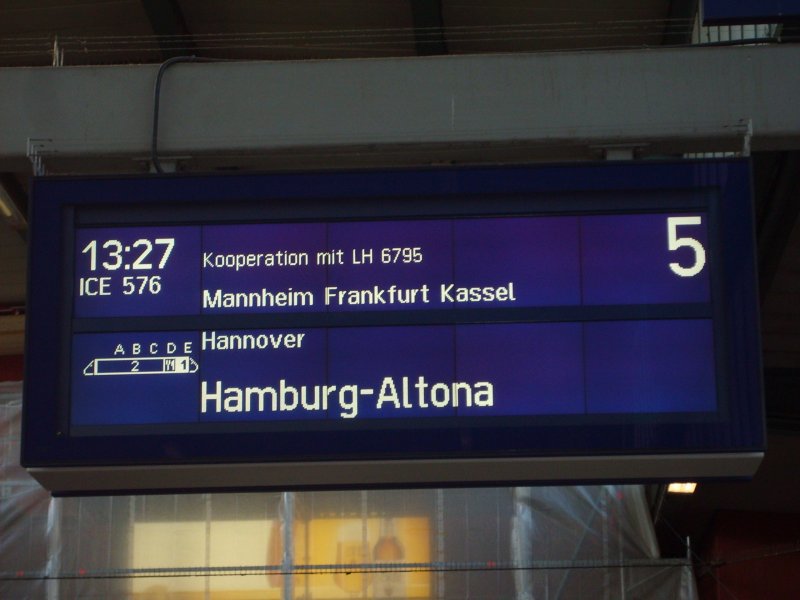 13:27
Kooperation mit LH 6795
5
ICE 576
Mannheim Frankfurt Kassel
A B C D E
2 1
Hannover
Hamburg-Altona